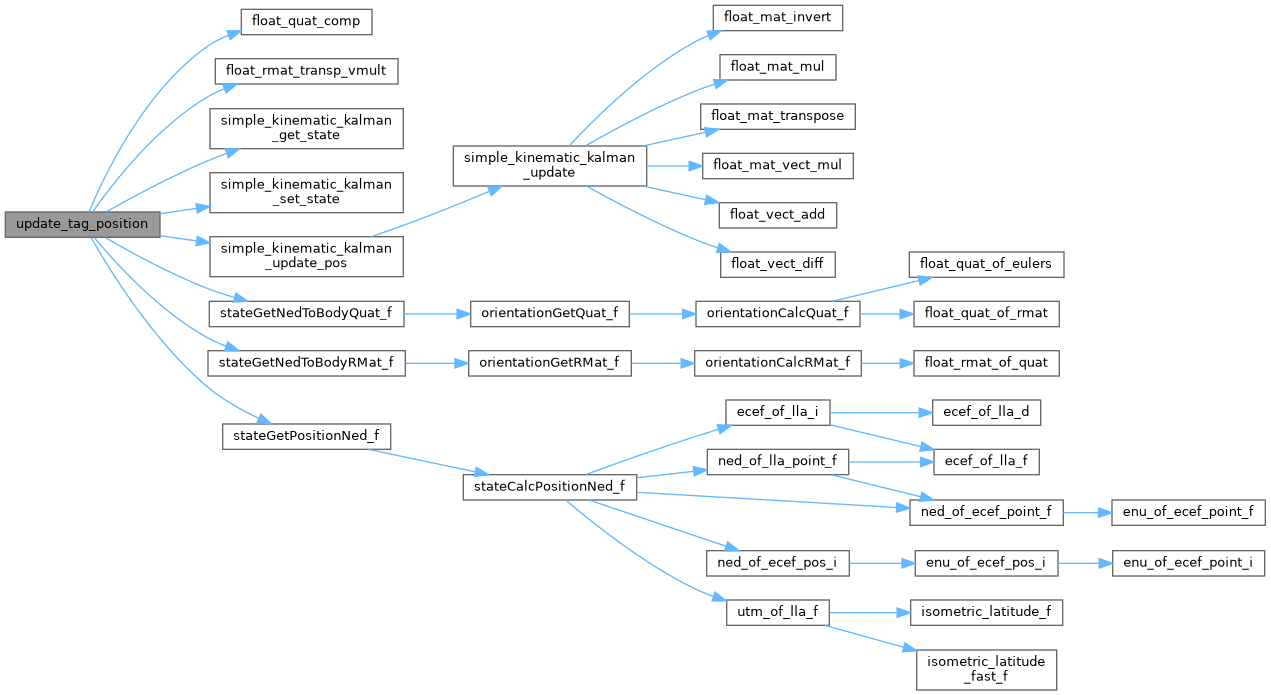 update_tag_position
float_quat_comp
float_rmat_transp_vmult
simple_kinematic_kalman
_get_state
simple_kinematic_kalman
_set_state
simple_kinematic_kalman
_update_pos
simple_kinematic_kalman
_update
float_mat_invert
float_mat_mul
float_mat_transpose
float_mat_vect_mul
float_vect_add
float_vect_diff
stateGetNedToBodyQuat_f
orientationGetQuat_f
orientationCalcQuat_f
float_quat_of_eulers
float_quat_of_rmat
stateGetNedToBodyRMat_f
orientationGetRMat_f
orientationCalcRMat_f
float_rmat_of_quat
stateGetPositionNed_f
stateCalcPositionNed_f
ecef_of_lla_i
ecef_of_lla_d
ecef_of_lla_f
ned_of_lla_point_f
ned_of_ecef_point_f
enu_of_ecef_point_f
ned_of_ecef_pos_i
enu_of_ecef_pos_i
enu_of_ecef_point_i
utm_of_lla_f
isometric_latitude_f
isometric_latitude
_fast_f